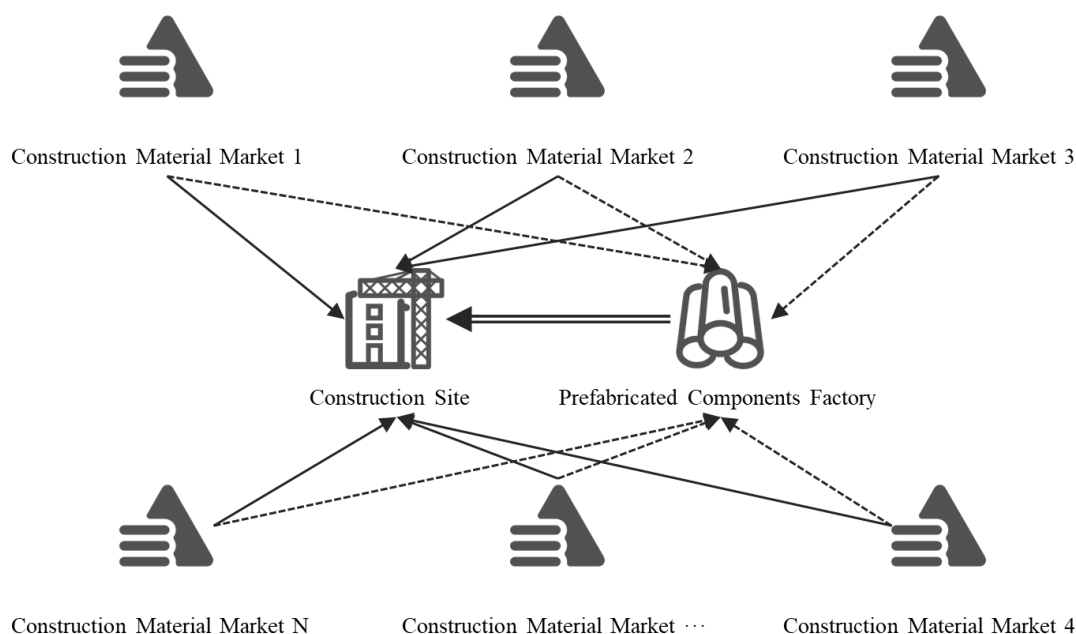 Construction Material Market 1
Construction Material Market 2
Construction Material Market 3
Construction Site
Prefabricated Components Factory
Construction Material Market N
Construction Material Market ⋯
Construction Material Market 4